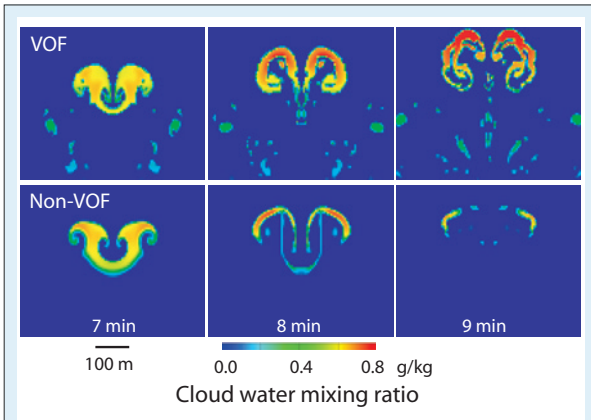 VOF
Non-VOF
7 min
8 min
9 min
100 m
0.0
0.4
0.8
g/kg
Cloud water mixing ratio